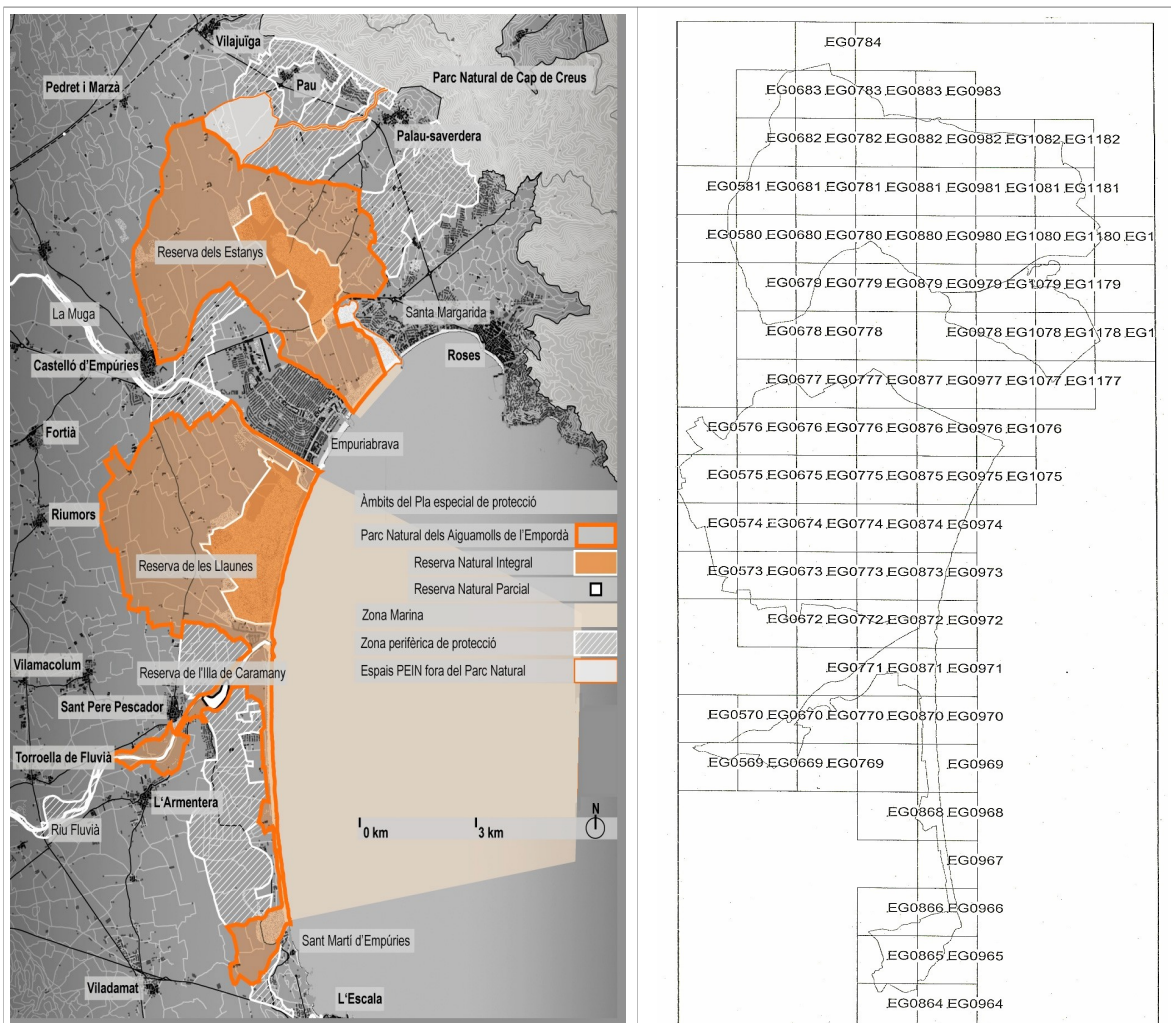 Vilajuïga
Parc Natural de Cap de Creus
Pau
Pedret i Marzà
Palau-saverdera
Reserva dels Estanys
La Muga
Santa Margarida
Roses
Castelló d'Empúries
Fortià
Empuriabrava
Riumors
Reserva de les Llaunes
Àmbits del Pla especial de protecció
Parc Natural dels Aiguamolls de l'Empordà
Reserva Natural Integral
Reserva Natural Parcial
Zona Marina
Zona perifèrica de protecció
Espais PEIN fora del Parc Natural
Vilamacolum
Reserva de l'Illa de Caramany
Sant Pere Pescador
Torroella de Fluvià
L'Armentera
Riu Fluvià
0 km
3 km
N
Sant Martí d'Empúries
Viladamat
L'Escala
EG0784
EG0683 EG0783 EG0883 EG0983
EG0682 EG0782 EG0882 EG0982 EG1082 EG1182
EG0581 EG0681 EG0781 EG0881 EG0981 EG1081 EG1181
EG0580 EG0680 EG0780 EG0880 EG0980 EG1080 EG1180 EG1
EG0679 EG0779 EG0879 EG0979 EG1079 EG1179
EG0678 EG0778 EG0978 EG1078 EG1178 EG1
EG0677 EG0777 EG0877 EG0977 EG1077 EG1177
EG0576 EG0676 EG0776 EG0876 EG0976 EG1076
EG0575 EG0675 EG0775 EG0875 EG0975 EG1075
EG0574 EG0674 EG0774 EG0874 EG0974
EG0573 EG0673 EG0773 EG0873 EG0973
EG0672 EG0772 EG0872 EG0972
EG0771 EG0871 EG0971
EG0570 EG0670 EG0770 EG0870 EG0970
EG0569 EG0669 EG0769 EG0969
EG0868 EG0968
EG0967
EG0866 EG0966
EG0865 EG0965
EG0864 EG0964